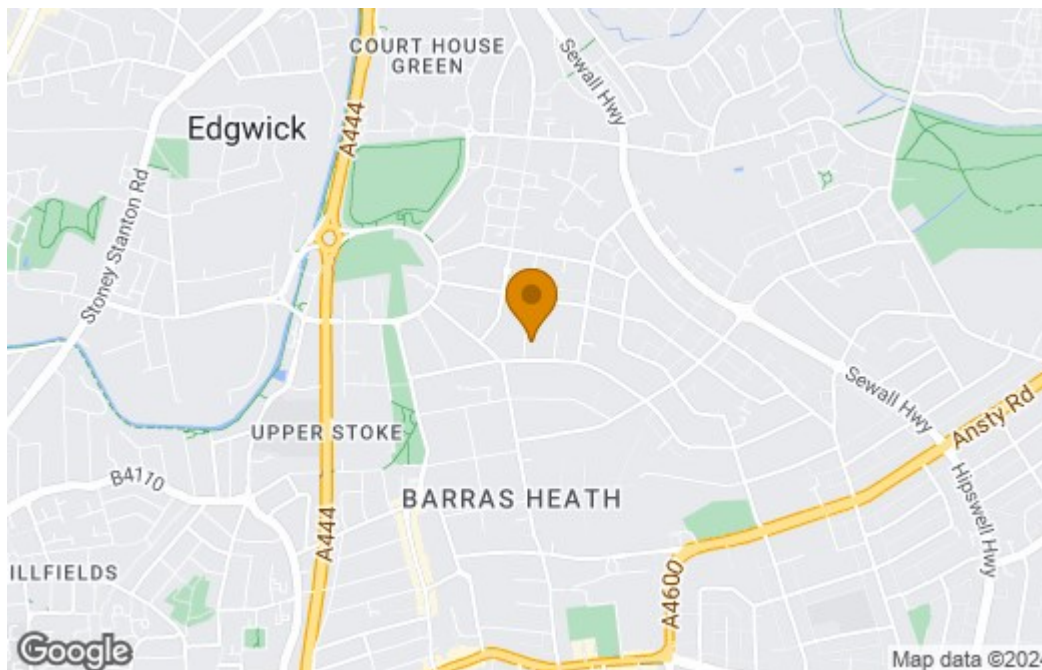 COURT HOUSE
GREEN
Sewall Hwy
A444
Edgwick
Stoney Stanton Rd
Sewall Hwy
Ansty Rd
UPPER STOKE
B4110
BARRAS HEATH
Hipswell Hwy
A444
ILLFIELDS
A4600
Google
Map data ©2024